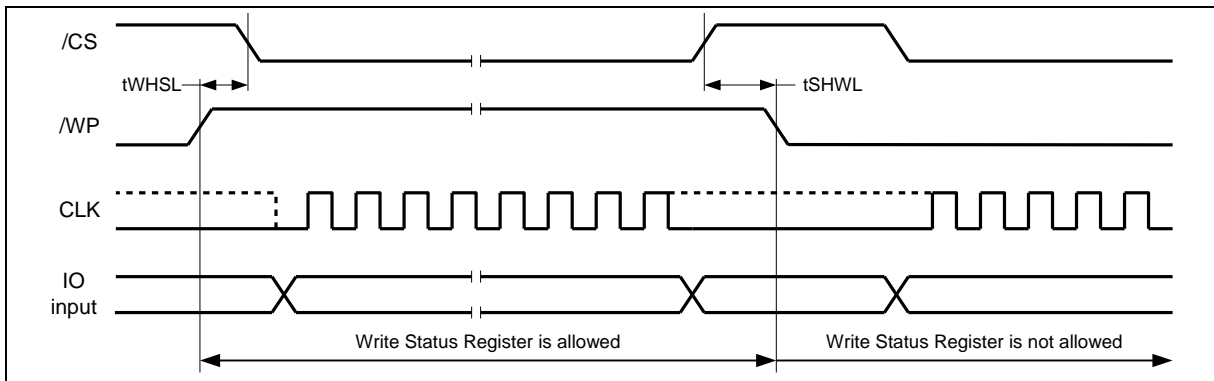 /CS
tWHSL
tSHWL
/WP
CLK
IO
input
Write Status Register is allowed
Write Status Register is not allowed